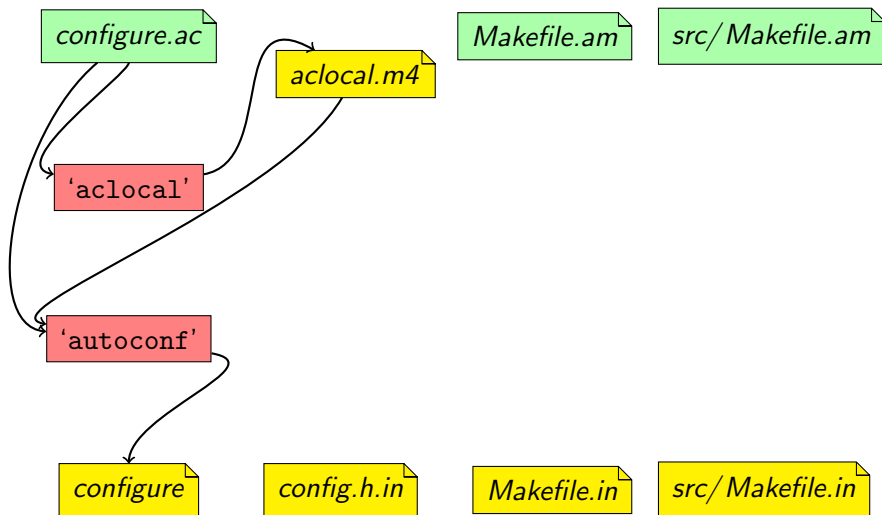 configure.ac
aclocal.m4
Makefile.am
src/Makefile.am
‘aclocal’
‘autoconf’
configure
config.h.in
Makefile.in
src/Makefile.in